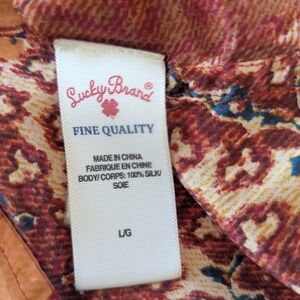 Lucky Brand®
FINE QUALITY
MADE IN CHINA
FABRIQUE EN CHINE
BODY/ CORPS: 100% SILK/
SOIE
L/G